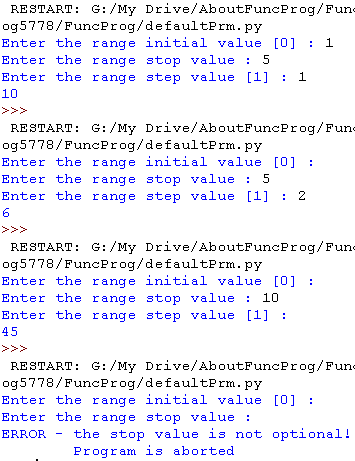 RESTART: G:/My Drive/AboutFuncProg/Func
og5778/FuncProg/defaultPrm.py
Enter the range initial value [0] : 1
Enter the range stop value : 5
Enter the range step value [1] : 1
10
>>>
RESTART: G:/My Drive/AboutFuncProg/Func
og5778/FuncProg/defaultPrm.py
Enter the range initial value [0] :
Enter the range stop value : 5
Enter the range step value [1] : 2
6
>>>
RESTART: G:/My Drive/AboutFuncProg/Func
og5778/FuncProg/defaultPrm.py
Enter the range initial value [0] :
Enter the range stop value : 10
Enter the range step value [1] :
45
>>>
RESTART: G:/My Drive/AboutFuncProg/Func
og5778/FuncProg/defaultPrm.py
Enter the range initial value [0] :
Enter the range stop value :
ERROR - the stop value is not optional!
Program is aborted